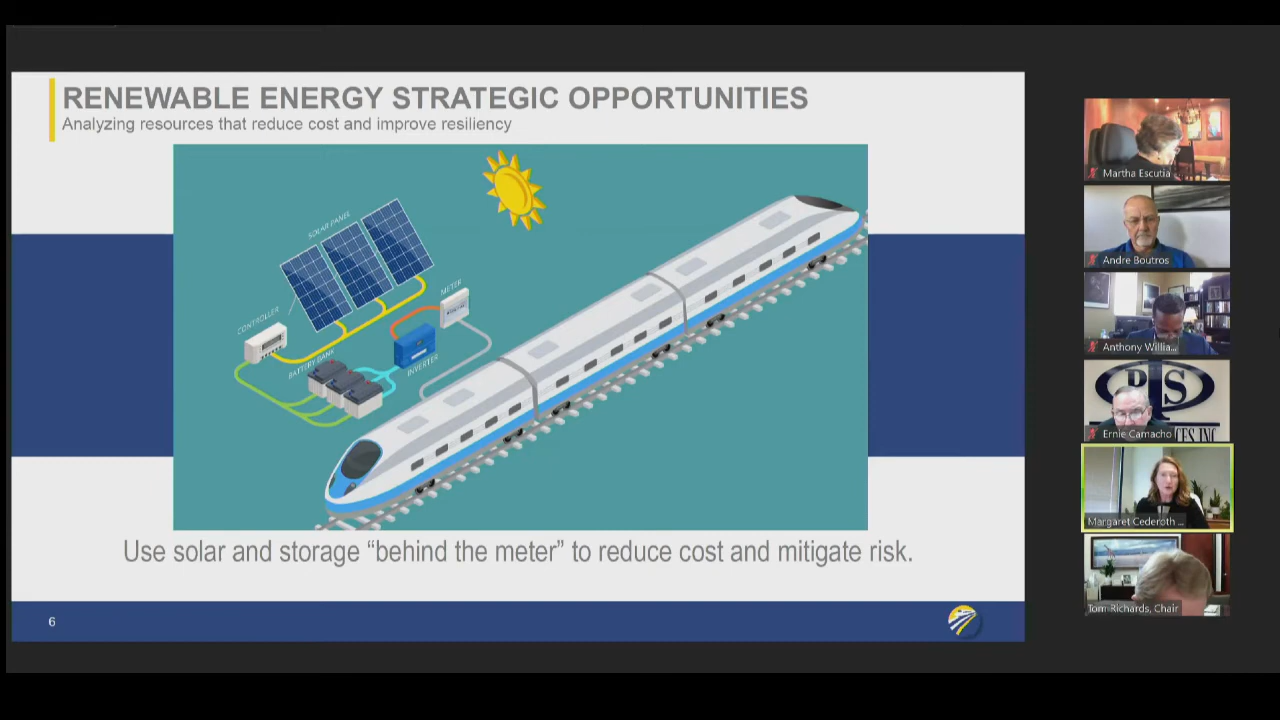 RENEWABLE ENERGY STRATEGIC OPPORTUNITIES
Analyzing resources that reduce cost and improve resiliency
SOLAR PANEL
METER
CONTROLLER
BATTERY BANK
INVERTER
Use solar and storage “behind the meter” to reduce cost and mitigate risk.
6
Martha Escutia
Andre Boutros
Anthony Willia...
Ernie Camacho
Margaret Cederoth ...
Tom Richards, Chair